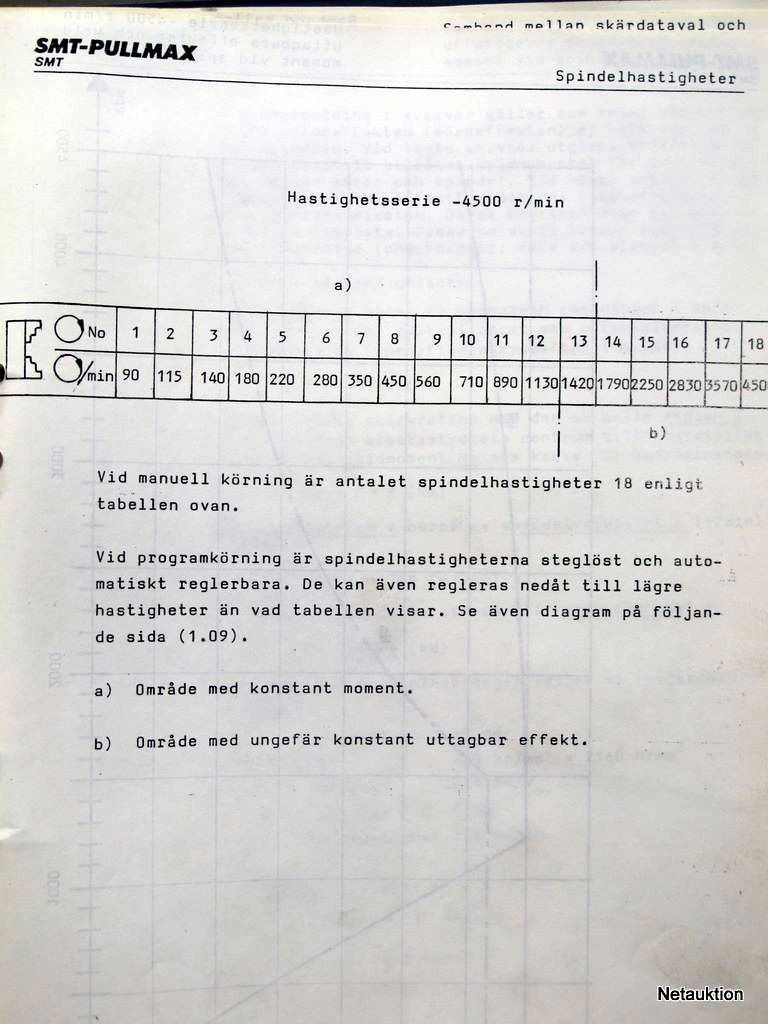 Samband mellan skärdataval och
SMT-PULLMAX
SMT
Spindelhastigheter
Hastighetsserie -4500 r/min
a)
No 1 2 3 4 5 6 7 8 9 10 11 12 13 14 15 16 17 18
/min 90 115 140 180 220 280 350 450 560 710 890 1130 1420 1790 2250 2830 3570 450
b)
Vid manuell körning är antalet spindelhastigheter 18 enligt
tabellen ovan.
Vid programkörning är spindelhastigheterna steglöst och auto-
matiskt reglerbara. De kan även regleras nedåt till lägre
hastigheter än vad tabellen visar. Se även diagram på följan-
de sida (1.09).
a) Område med konstant moment.
b) Område med ungefär konstant uttagbar effekt.
Netauktion